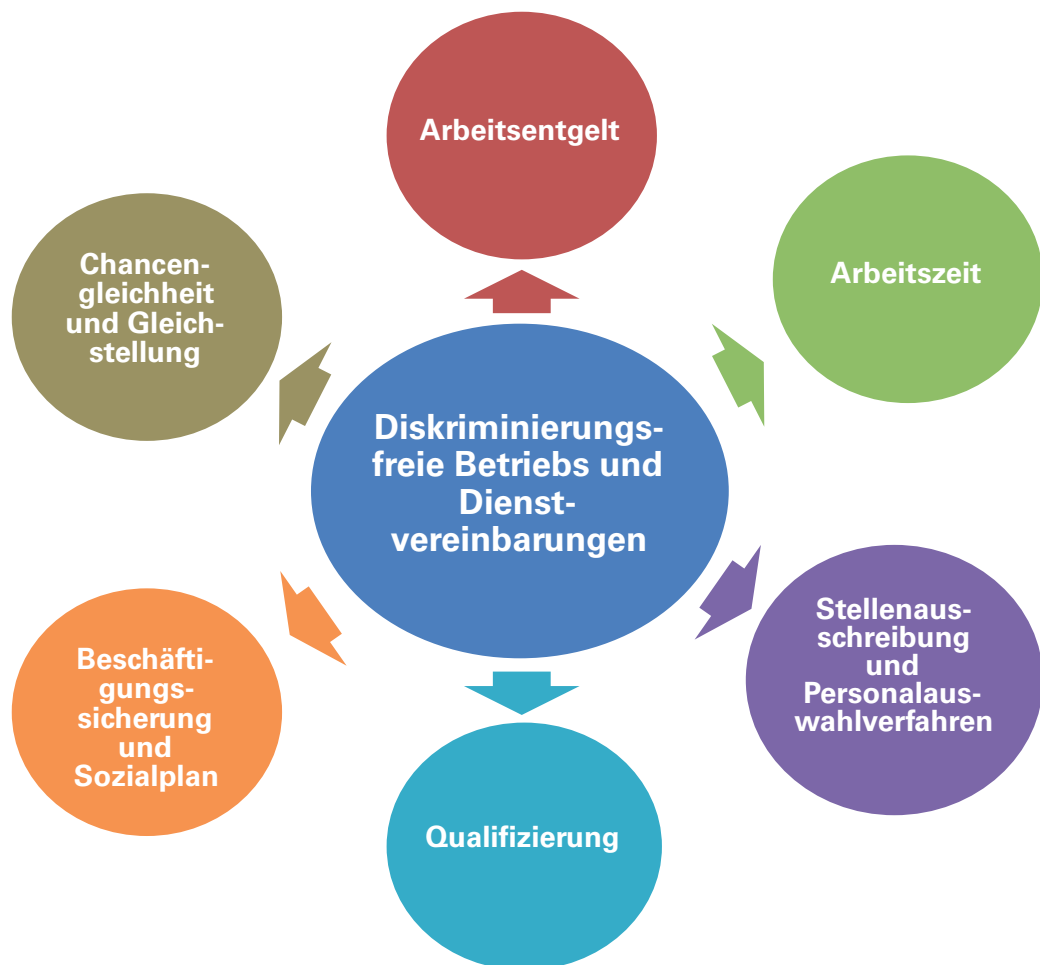 Arbeitsentgelt
Arbeitszeit
Chancen-
gleichheit
und Gleich-
stellung
Diskriminierungs-
freie Betriebs und
Dienst-
vereinbarungen
Stellenaus-
schreibung
und
Personalaus-
wahlverfahren
Beschäfti-
gungs-
sicherung
und
Sozialplan
Qualifizierung